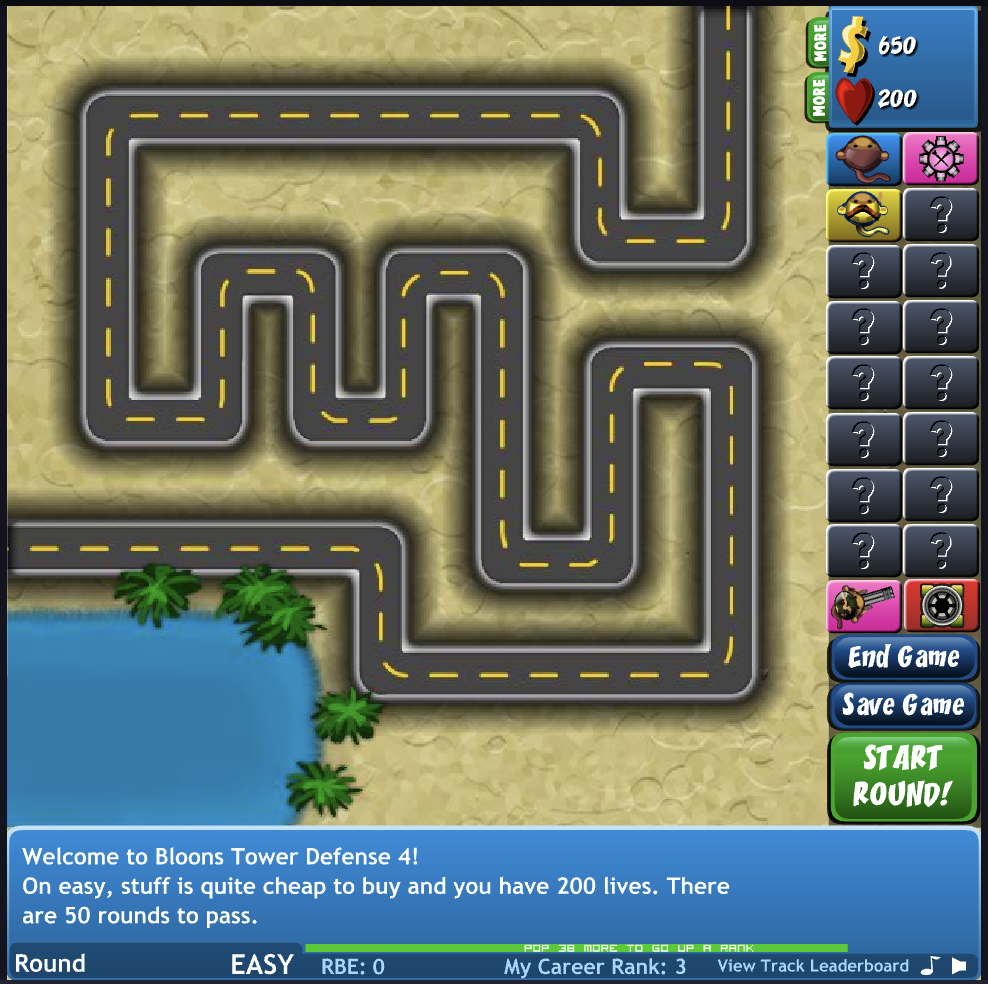 MORE
$ 650
MORE
200
?
? ?
? ?
? ?
? ?
? ?
? ?
End Game
Save Game
START
ROUND!
Welcome to Bloons Tower Defense 4!
On easy, stuff is quite cheap to buy and you have 200 lives. There
are 50 rounds to pass.
POP 38 MORE TO GO UP A RANK
Round EASY RBE: 0 My Career Rank: 3 View Track Leaderboard